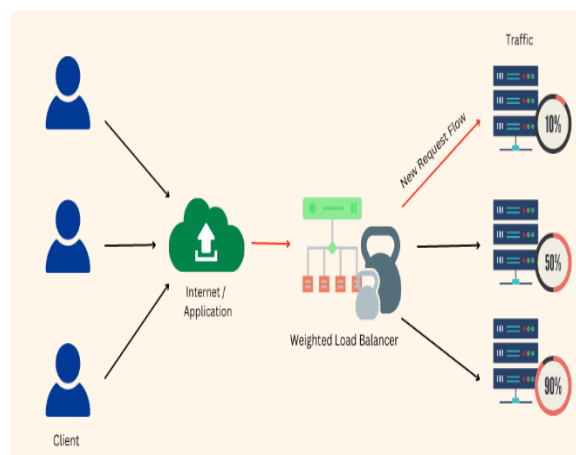 Traffic
New Request Flow
10%
Internet /
Application
50%
Weighted Load Balancer
90%
Client